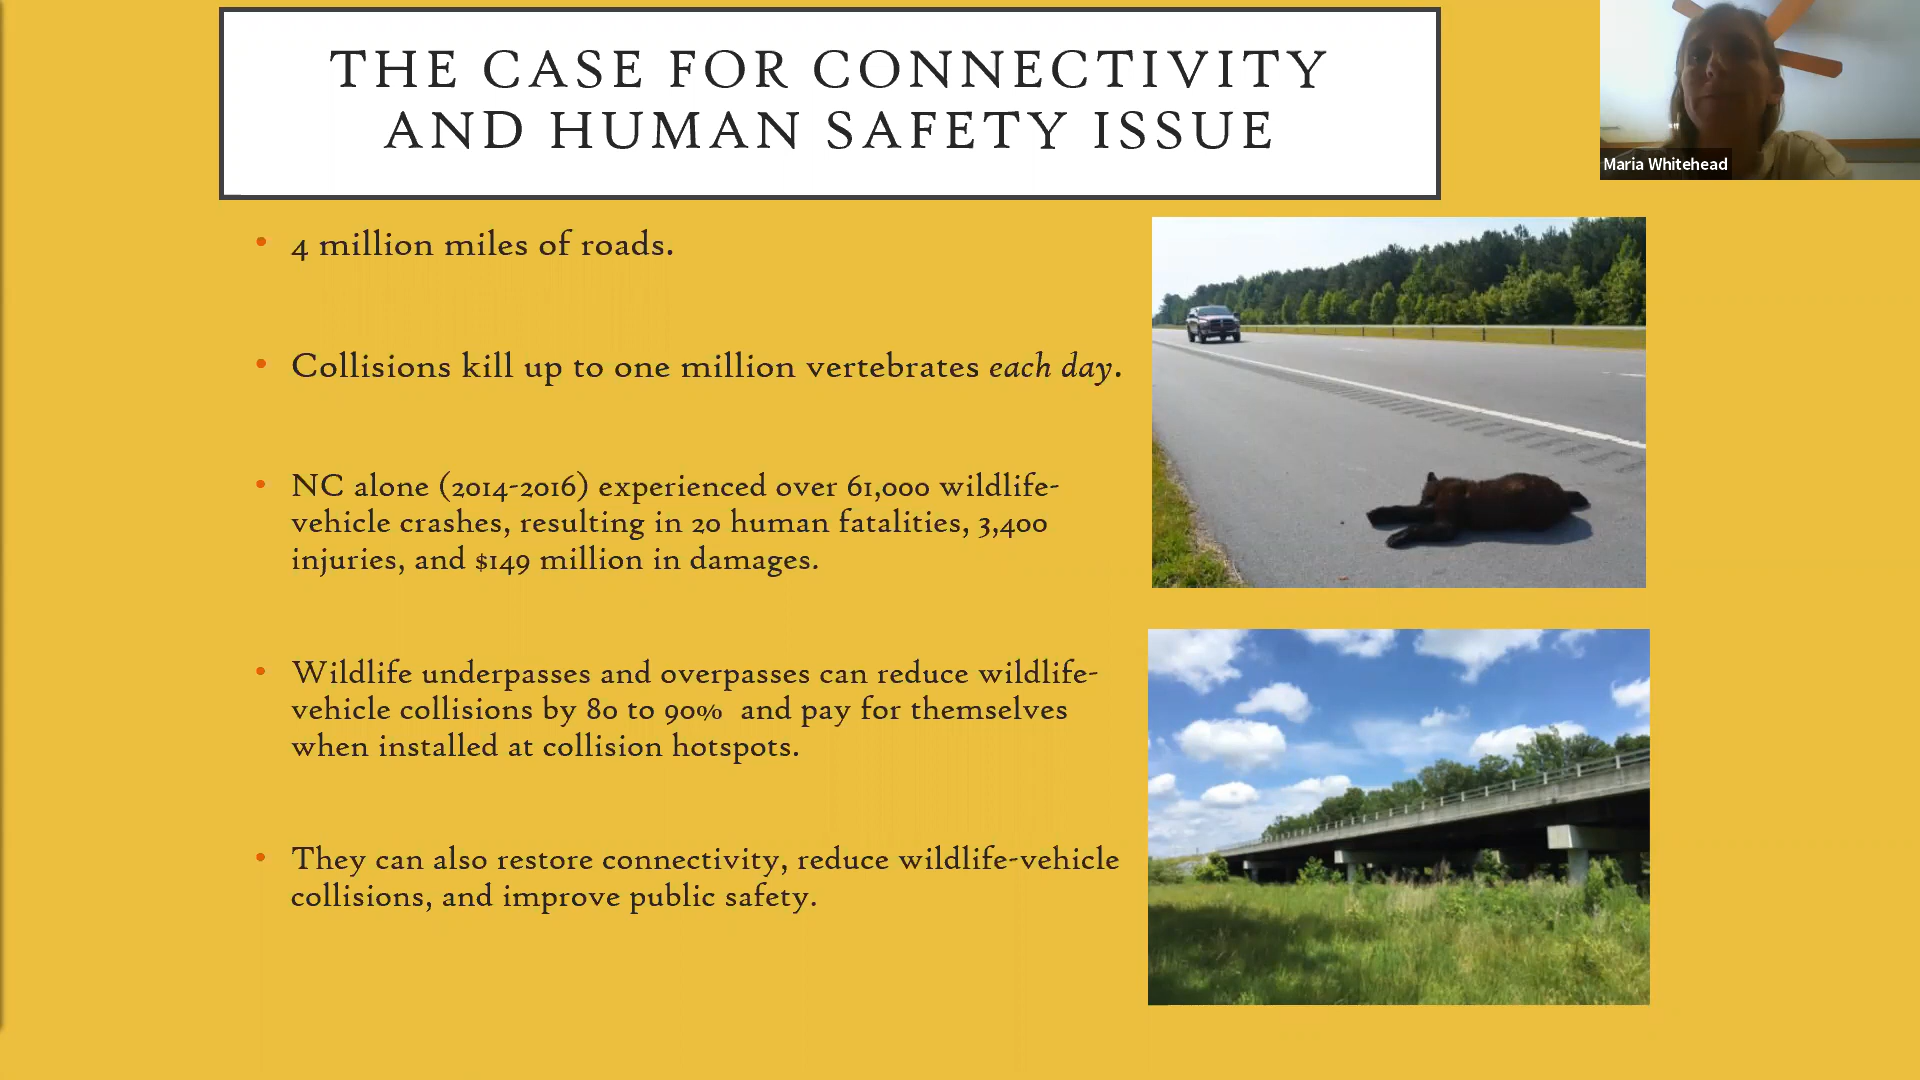 THE CASE FOR CONNECTIVITY
AND HUMAN SAFETY ISSUE
Maria Whitehead
• 4 million miles of roads.
• Collisions kill up to one million vertebrates each day.
• NC alone (2014-2016) experienced over 61,000 wildlife-
vehicle crashes, resulting in 20 human fatalities, 3,400
injuries, and $149 million in damages.
• Wildlife underpasses and overpasses can reduce wildlife-
vehicle collisions by 80 to 90%  and pay for themselves
when installed at collision hotspots.
• They can also restore connectivity, reduce wildlife-vehicle
collisions, and improve public safety.